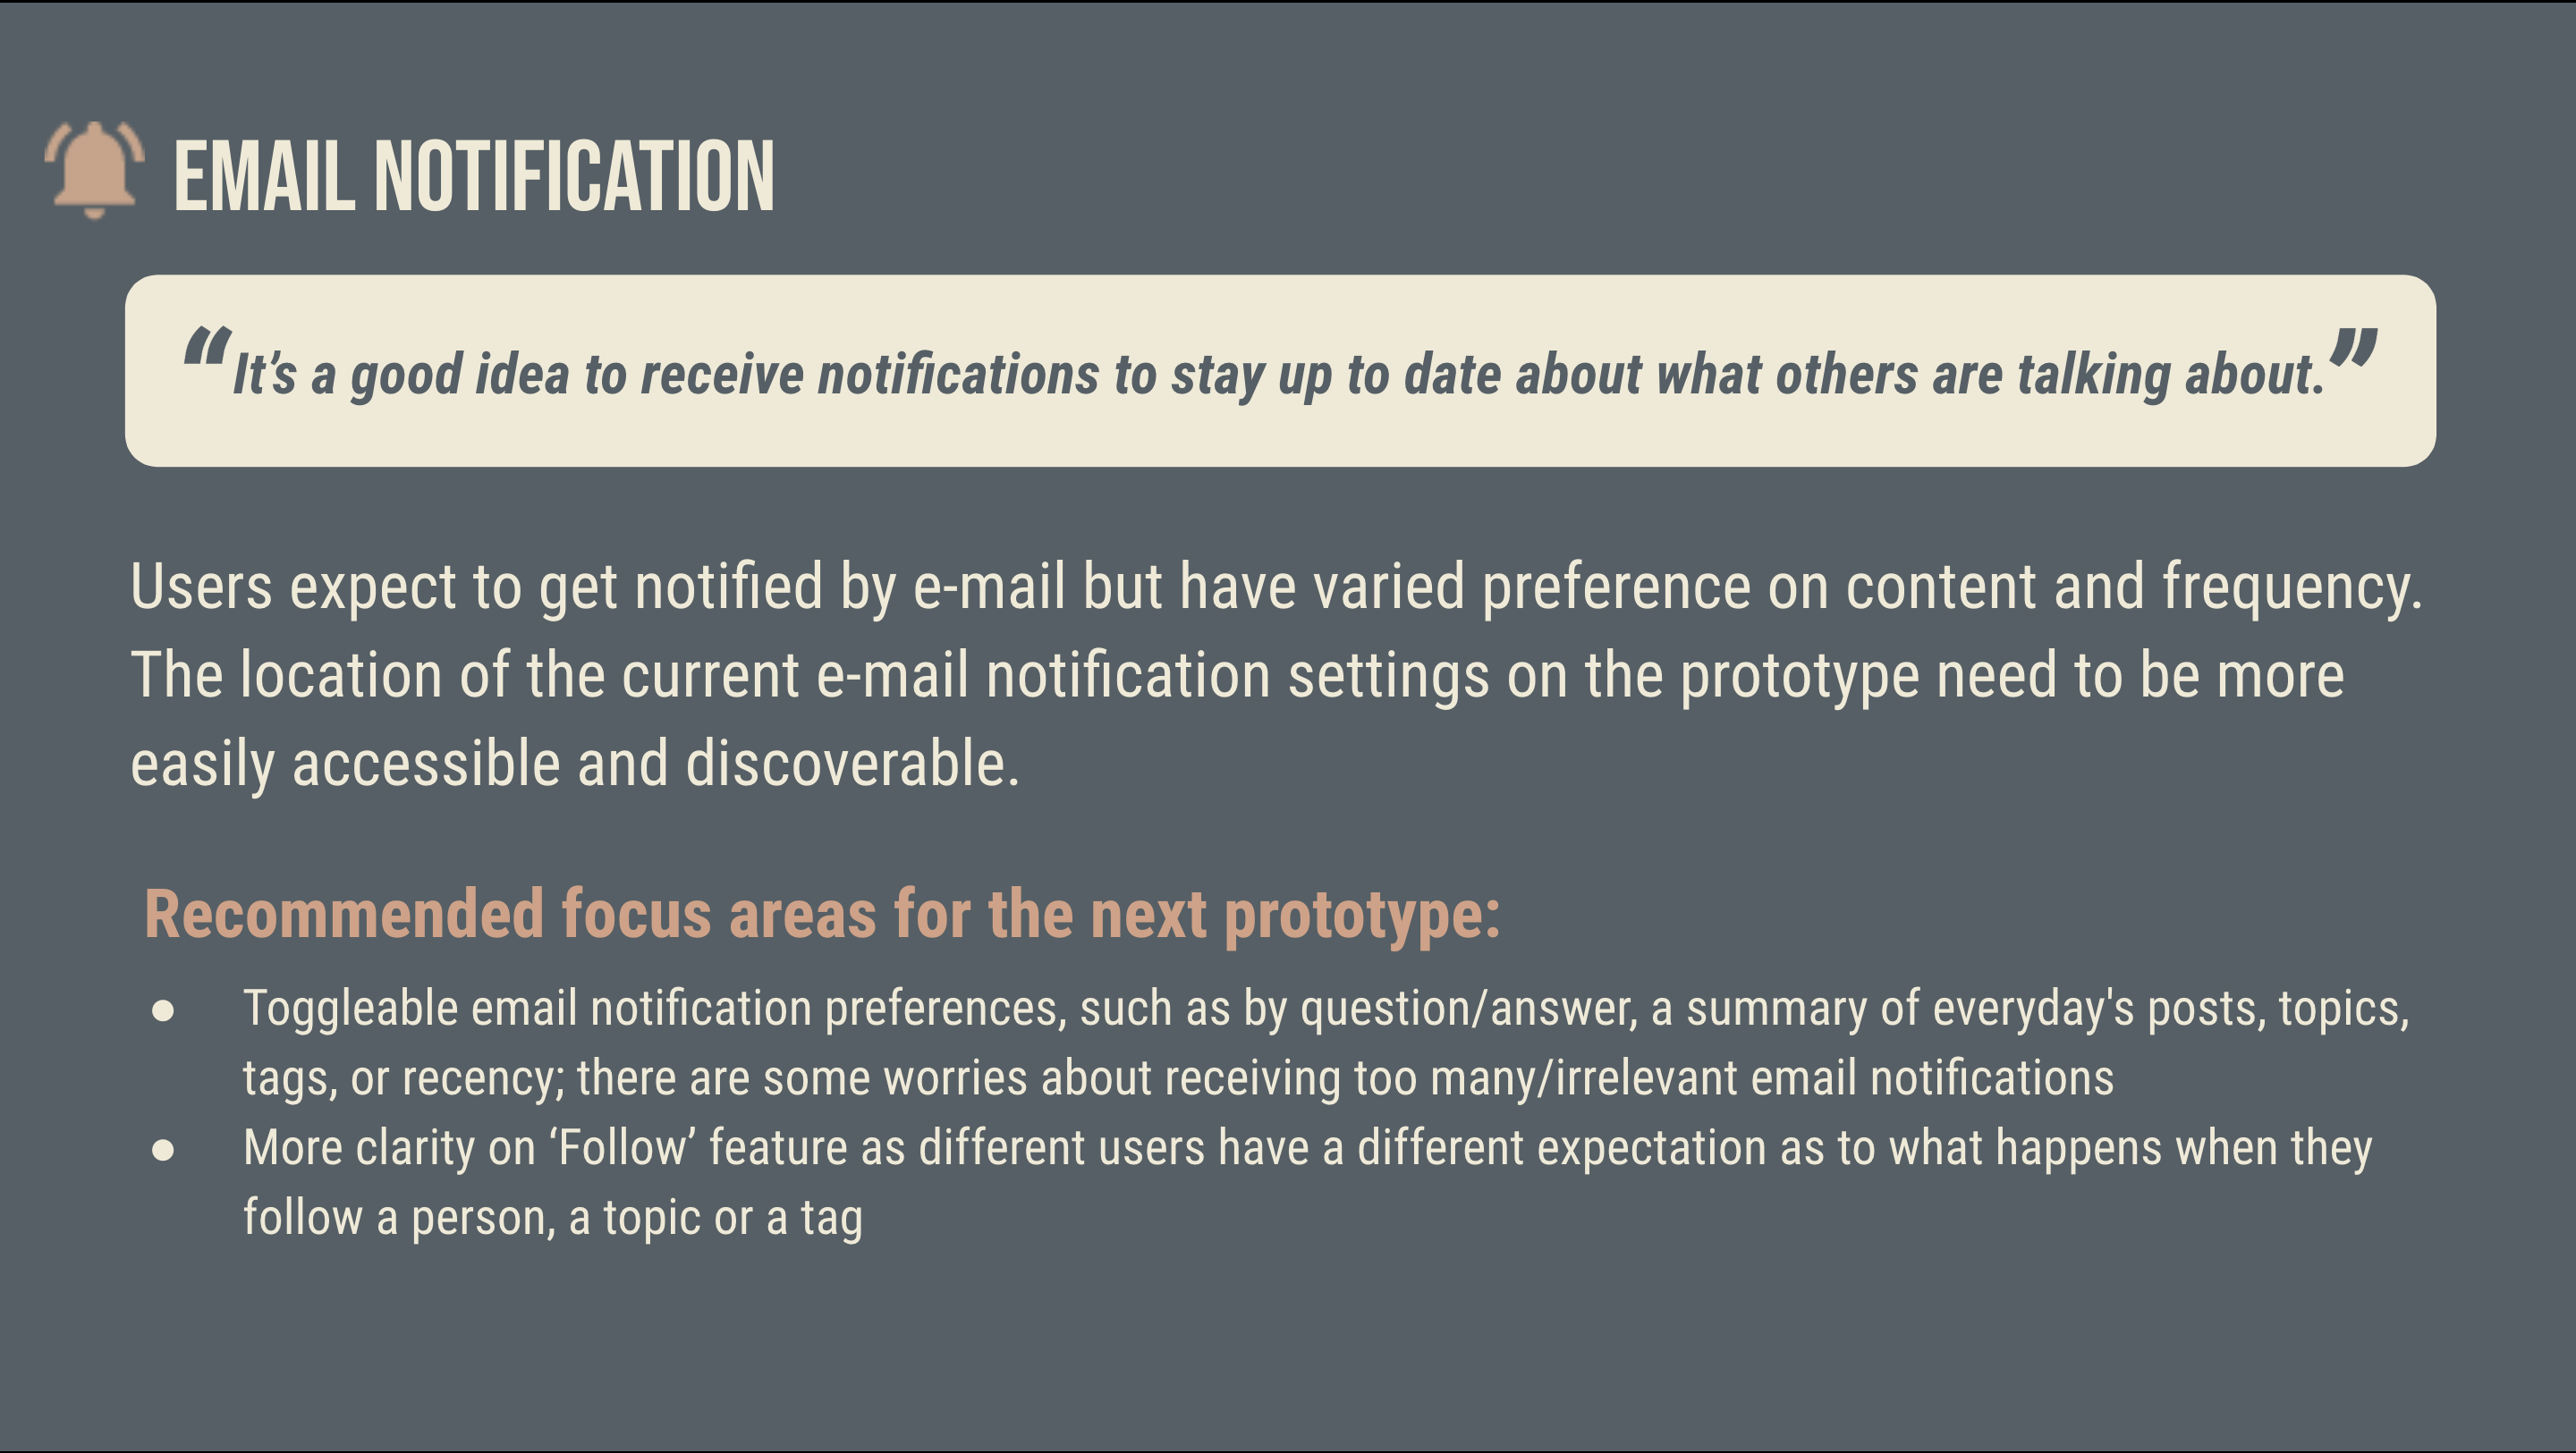 EMAIL NOTIFICATION
“It’s a good idea to receive notifications to stay up to date about what others are talking about.”
Users expect to get notified by e-mail but have varied preference on content and frequency.
The location of the current e-mail notification settings on the prototype need to be more
easily accessible and discoverable.
Recommended focus areas for the next prototype:
● Toggleable email notification preferences, such as by question/answer, a summary of everyday's posts, topics,
tags, or recency; there are some worries about receiving too many/irrelevant email notifications
● More clarity on ‘Follow’ feature as different users have a different expectation as to what happens when they
follow a person, a topic or a tag